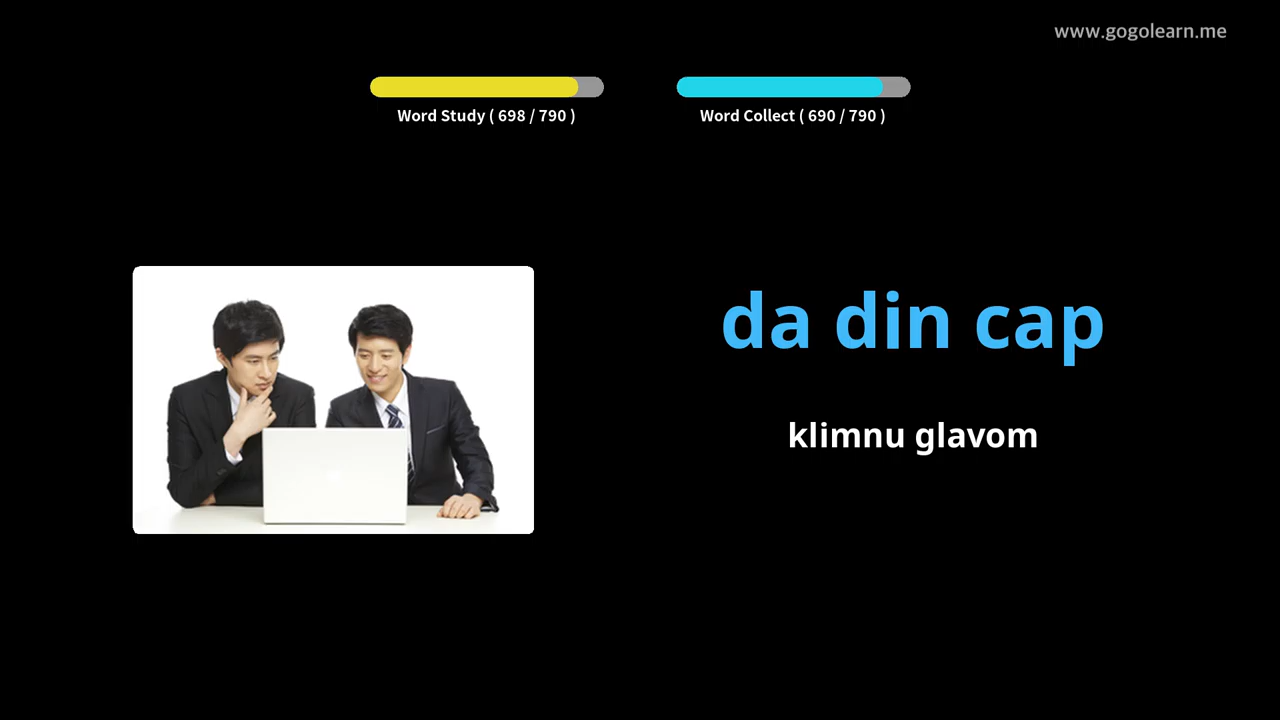 www.gogolearn.me
Word Study ( 698 / 790 )
Word Collect ( 690 / 790 )
da din cap
klimnu glavom